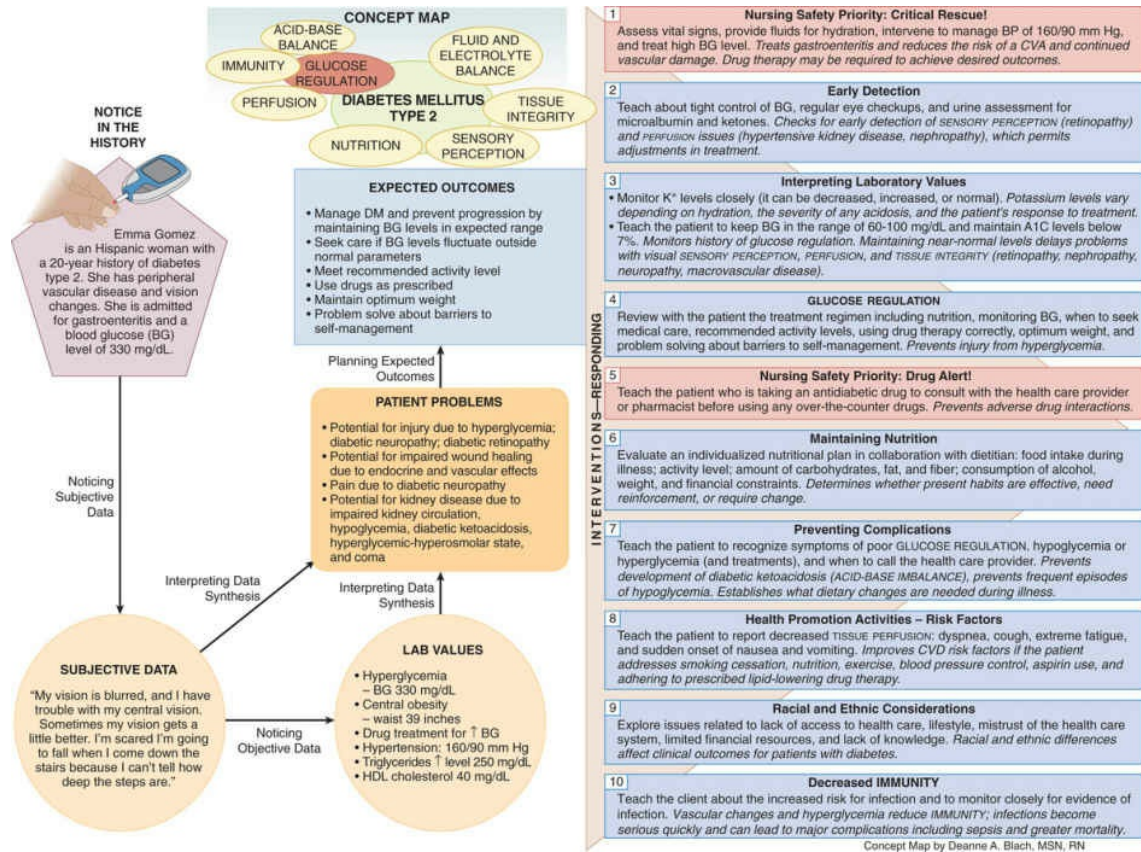 CONCEPT MAP
ACID-BASE
BALANCE
FLUID AND
ELECTROLYTE
BALANCE
IMMUNITY
GLUCOSE
REGULATION
PERFUSION
DIABETES MELLITUS
TYPE 2
TISSUE
INTEGRITY
NUTRITION
SENSORY
PERCEPTION
NOTICE
IN THE
HISTORY
Emma Gomez
is an Hispanic woman with
a 20-year history of diabetes
type 2. She has peripheral
vascular disease and vision
changes. She is admitted
for gastroenteritis and a
blood glucose (BG)
level of 330 mg/dL.
Noticing
Subjective
Data
SUBJECTIVE DATA
“My vision is blurred, and I have
trouble with my central vision.
Sometimes my vision gets a
little better. I’m scared I’m going
to fall when I come down the
stairs because I can’t tell how
deep the steps are.”
Noticing
Objective Data
LAB VALUES
• Hyperglycemia
– BG 330 mg/dL
• Central obesity
– waist 39 inches
• Drug treatment for ↑ BG
• Hypertension: 160/90 mm Hg
• Triglycerides ↑ level 250 mg/dL
• HDL cholesterol 40 mg/dL
Interpreting Data
Synthesis
Interpreting Data
Synthesis
PATIENT PROBLEMS
• Potential for injury due to hyperglycemia;
diabetic neuropathy; diabetic retinopathy
• Potential for impaired wound healing
due to endocrine and vascular effects
• Pain due to diabetic neuropathy
• Potential for kidney disease due to
impaired kidney circulation,
hypoglycemia, diabetic ketoacidosis,
hyperglycemic-hyperosmolar state,
and coma
Planning Expected
Outcomes
EXPECTED OUTCOMES
• Manage DM and prevent progression by
maintaining BG levels in expected range
• Seek care if BG levels fluctuate outside
normal parameters
• Meet recommended activity level
• Use drugs as prescribed
• Maintain optimum weight
• Problem solve about barriers to
self-management
INTERVENTIONS—RESPONDING
1 Nursing Safety Priority: Critical Rescue!
Assess vital signs, provide fluids for hydration, intervene to manage BP of 160/90 mm Hg,
and treat high BG level. Treats gastroenteritis and reduces the risk of a CVA and continued
vascular damage. Drug therapy may be required to achieve desired outcomes.
2 Early Detection
Teach about tight control of BG, regular eye checkups, and urine assessment for
microalbumin and ketones. Checks for early detection of SENSORY PERCEPTION (retinopathy)
and PERFUSION issues (hypertensive kidney disease, nephropathy), which permits
adjustments in treatment.
3 Interpreting Laboratory Values
• Monitor K⁺ levels closely (it can be decreased, increased, or normal). Potassium levels vary
depending on hydration, the severity of any acidosis, and the patient’s response to treatment.
• Teach the patient to keep BG in the range of 60-100 mg/dL and maintain A1C levels below
7%. Monitors history of glucose regulation. Maintaining near-normal levels delays problems
with visual SENSORY PERCEPTION, PERFUSION, and TISSUE INTEGRITY (retinopathy, nephropathy,
neuropathy, macrovascular disease).
4 GLUCOSE REGULATION
Review with the patient the treatment regimen including nutrition, monitoring BG, when to seek
medical care, recommended activity levels, using drug therapy correctly, optimum weight, and
problem solving about barriers to self-management. Prevents injury from hyperglycemia.
5 Nursing Safety Priority: Drug Alert!
Teach the patient who is taking an antidiabetic drug to consult with the health care provider
or pharmacist before using any over-the-counter drugs. Prevents adverse drug interactions.
6 Maintaining Nutrition
Evaluate an individualized nutritional plan in collaboration with dietitian: food intake during
illness; activity level; amount of carbohydrates, fat, and fiber; consumption of alcohol,
weight, and financial constraints. Determines whether present habits are effective, need
reinforcement, or require change.
7 Preventing Complications
Teach the patient to recognize symptoms of poor GLUCOSE REGULATION, hypoglycemia or
hyperglycemia (and treatments), and when to call the health care provider. Prevents
development of diabetic ketoacidosis (ACID-BASE IMBALANCE), prevents frequent episodes
of hypoglycemia. Establishes what dietary changes are needed during illness.
8 Health Promotion Activities – Risk Factors
Teach the patient to report decreased TISSUE PERFUSION: dyspnea, cough, extreme fatigue,
and sudden onset of nausea and vomiting. Improves CVD risk factors if the patient
addresses smoking cessation, nutrition, exercise, blood pressure control, aspirin use, and
adhering to prescribed lipid-lowering drug therapy.
9 Racial and Ethnic Considerations
Explore issues related to lack of access to health care, lifestyle, mistrust of the health care
system, limited financial resources, and lack of knowledge. Racial and ethnic differences
affect clinical outcomes for patients with diabetes.
10 Decreased IMMUNITY
Teach the client about the increased risk for infection and to monitor closely for evidence of
infection. Vascular changes and hyperglycemia reduce IMMUNITY; infections become
serious quickly and can lead to major complications including sepsis and greater mortality.
Concept Map by Deanne A. Blach, MSN, RN